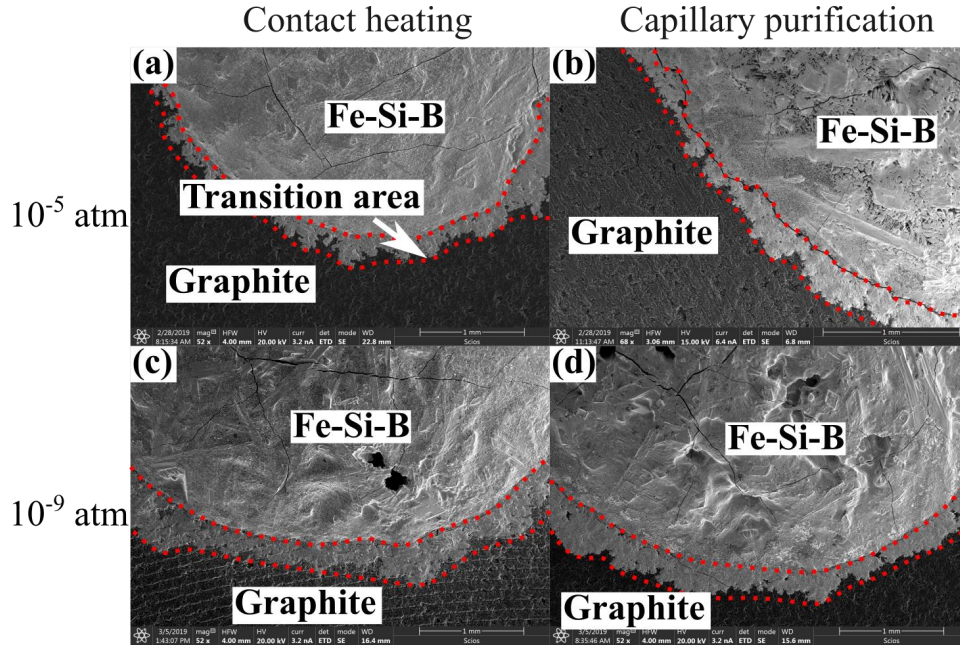 Contact heating
Capillary purification
10⁻⁵ atm
(a)
Fe-Si-B
Transition area
Graphite
2/28/2019 8:15:34 AM mag 52 x HFW 4.00 mm HV 20.00 kV curr 3.2 nA det ETD mode SE WD 22.8 mm 1 mm Scios
(b)
Fe-Si-B
Graphite
2/28/2019 11:13:47 AM mag 68 x HFW 3.06 mm HV 15.00 kV curr 6.4 nA det ETD mode SE WD 6.8 mm 1 mm Scios
10⁻⁹ atm
(c)
Fe-Si-B
Graphite
3/5/2019 1:43:07 PM mag 52 x HFW 4.00 mm HV 20.00 kV curr 3.2 nA det ETD mode SE WD 16.4 mm 1 mm Scios
(d)
Fe-Si-B
Graphite
3/5/2019 8:35:46 AM mag 52 x HFW 4.00 mm HV 20.00 kV curr 3.2 nA det ETD mode SE WD 15.6 mm 1 mm Scios